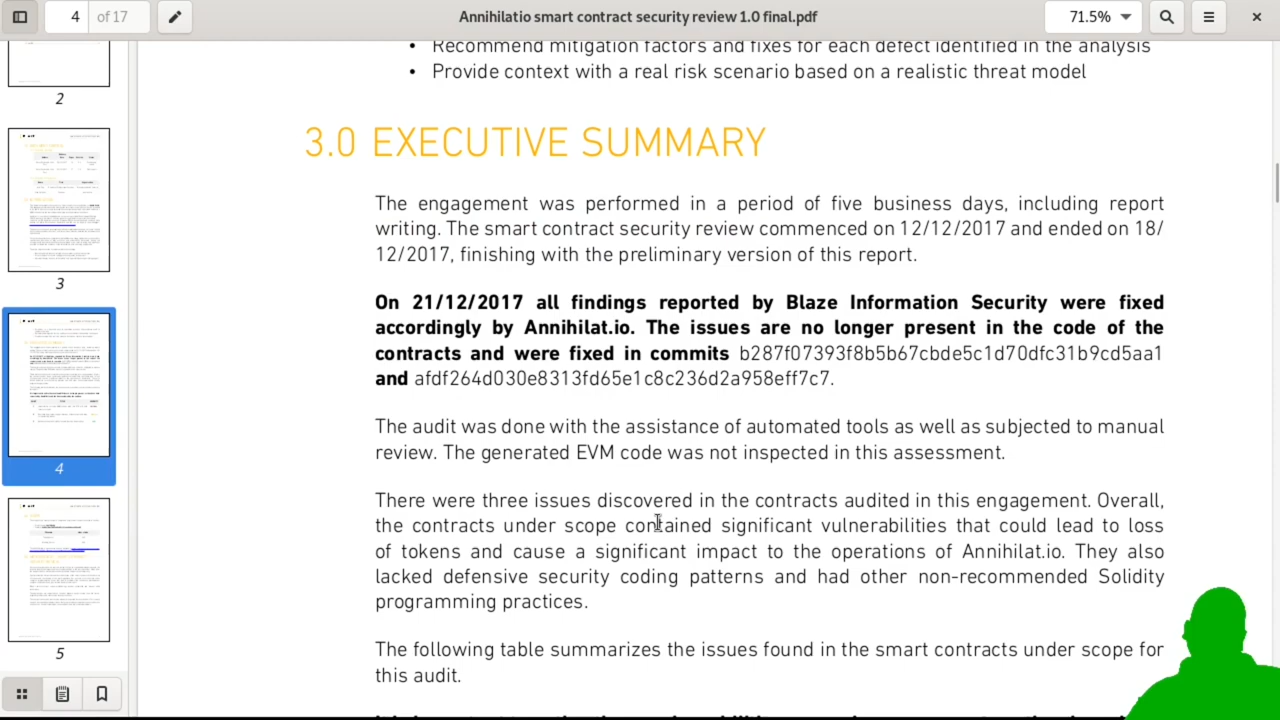 4
of 17
Annihilatio smart contract security review 1.0 final.pdf
71.5%
2
3
4
5
• Recommend mitigation factors and fixes for each defect identified in the analysis
• Provide context with a real risk scenario based on a realistic threat model
3.0 EXECUTIVE SUMMARY
The engagement was performed in a period of five business days, including report
writing. The smart contract security review commenced on 12/12/2017 and ended on 18/
12/2017, finishing with the preliminary version of this report.
On 21/12/2017 all findings reported by Blaze Information Security were fixed
accordingly by Annihilat.io. The issues are no longer present in the code of the
contracts and were fixed in commits
and
The audit was done with the assistance of automated tools as well as subjected to manual
review. The generated EVM code was not inspected in this assessment.
There were three issues discovered in the contracts audited in this engagement. Overall,
the contracts under scope contained significant vulnerabilities that could lead to loss
of tokens and cause a significant impact to the operations of Annihilat.io. They also
lacked defensive security coding patterns and had other non-recommended Solidity
programming practices.
The following table summarizes the issues found in the smart contracts under scope for
this audit.